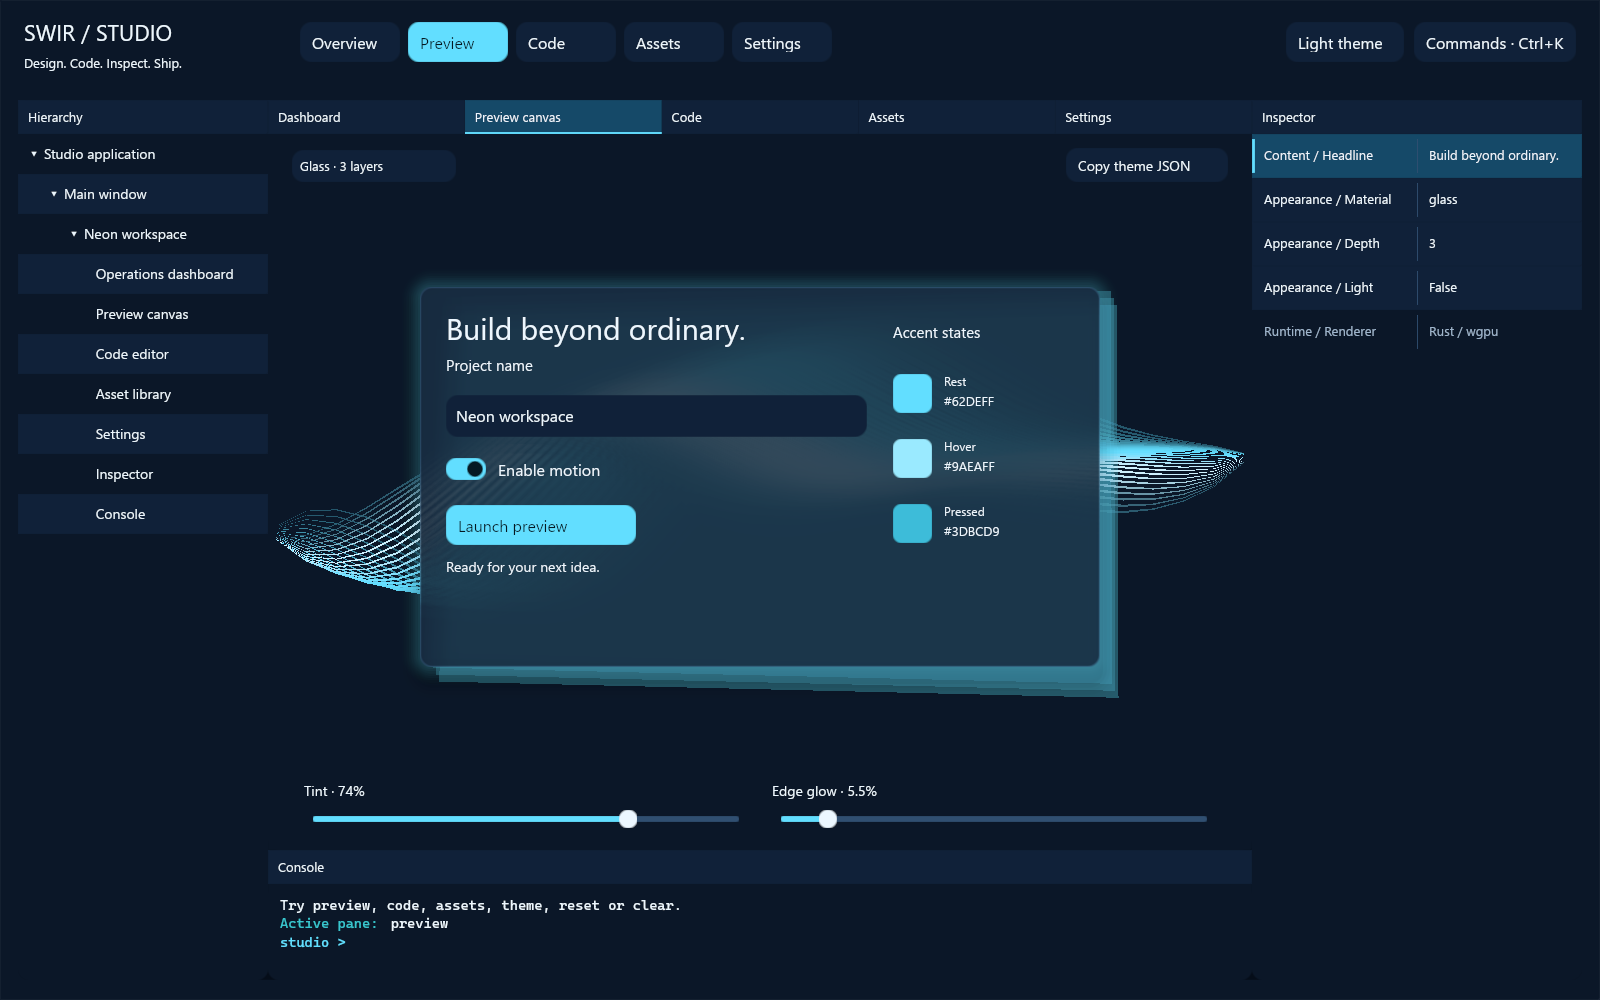 SWIR / STUDIO
Design. Code. Inspect. Ship.
Overview
Preview
Code
Assets
Settings
Light theme
Commands · Ctrl+K
Hierarchy
Studio application
Main window
Neon workspace
Operations dashboard
Preview canvas
Code editor
Asset library
Settings
Inspector
Console
Dashboard
Preview canvas
Code
Assets
Settings
Glass · 3 layers
Copy theme JSON
Build beyond ordinary.
Project name
Neon workspace
Enable motion
Launch preview
Ready for your next idea.
Accent states
Rest
#62DEFF
Hover
#9AEAFF
Pressed
#3DBCD9
Tint · 74%
Edge glow · 5.5%
Console
Try preview, code, assets, theme, reset or clear.
Active pane: preview
studio >
Inspector
Content / Headline Build beyond ordinary.
Appearance / Material glass
Appearance / Depth 3
Appearance / Light False
Runtime / Renderer Rust / wgpu